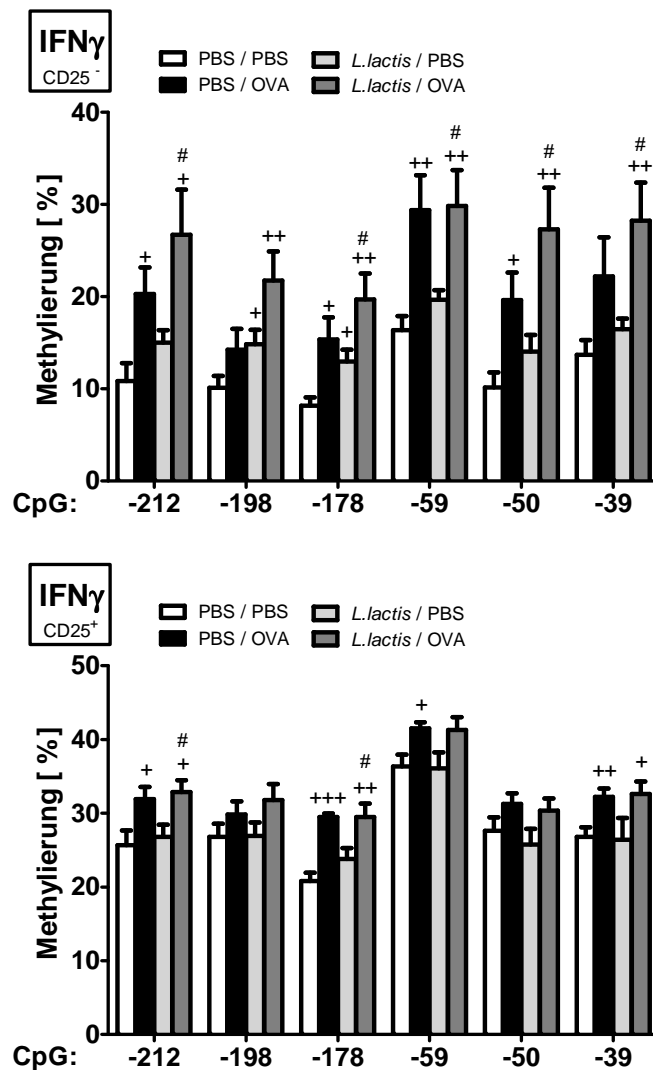 IFNγ
CD25 -
PBS / PBS
L.lactis / PBS
PBS / OVA
L.lactis / OVA
Methylierung [ %]
40
30
20
10
0
+
#
+
+
++
+
+
#
++
++
#
++
+
#
++
#
++
CpG: -212 -198 -178 -59 -50 -39
IFNγ
CD25+
PBS / PBS
L.lactis / PBS
PBS / OVA
L.lactis / OVA
Methylierung [ %]
50
40
30
20
10
0
+
#
+
+++
#
++
+
++
+
CpG: -212 -198 -178 -59 -50 -39